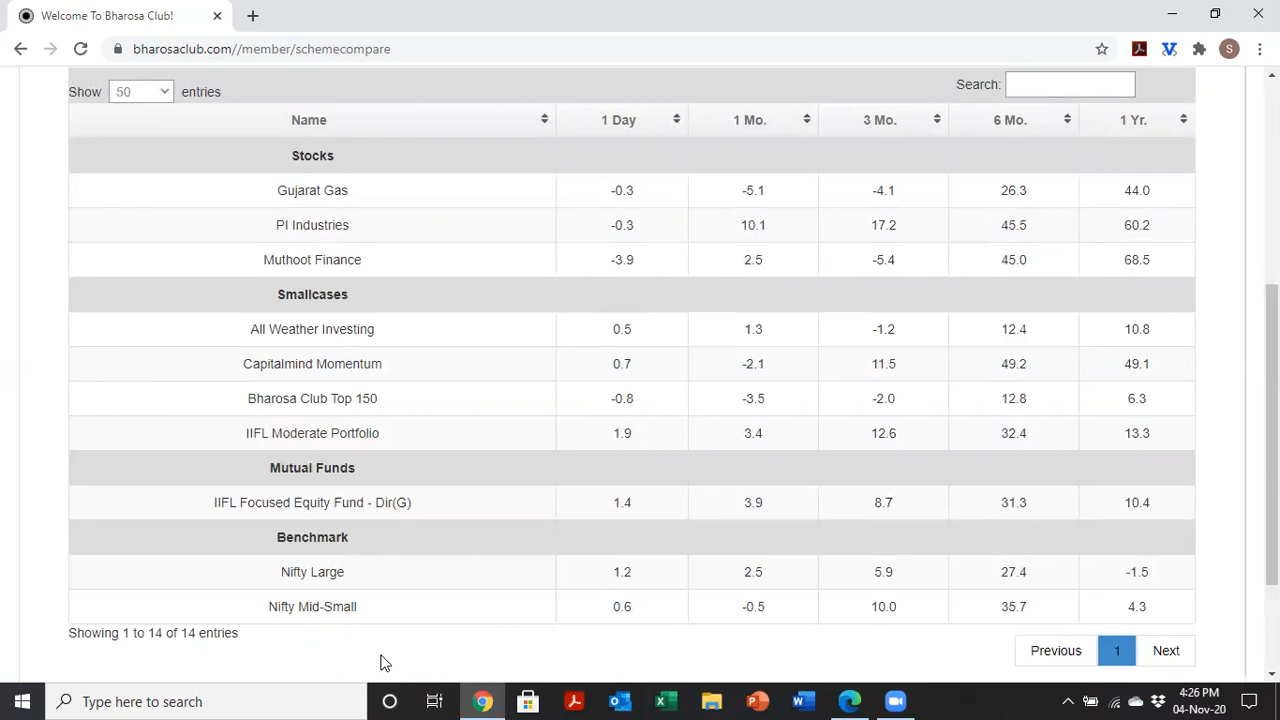 Welcome To Bharosa Club!
bharosaclub.com//member/schemecompare
S
Show 50 entries Search:
Name 1 Day 1 Mo. 3 Mo. 6 Mo. 1 Yr.
Stocks
Gujarat Gas -0.3 -5.1 -4.1 26.3 44.0
PI Industries -0.3 10.1 17.2 45.5 60.2
Muthoot Finance -3.9 2.5 -5.4 45.0 68.5
Smallcases
All Weather Investing 0.5 1.3 -1.2 12.4 10.8
Capitalmind Momentum 0.7 -2.1 11.5 49.2 49.1
Bharosa Club Top 150 -0.8 -3.5 -2.0 12.8 6.3
IIFL Moderate Portfolio 1.9 3.4 12.6 32.4 13.3
Mutual Funds
IIFL Focused Equity Fund - Dir(G) 1.4 3.9 8.7 31.3 10.4
Benchmark
Nifty Large 1.2 2.5 5.9 27.4 -1.5
Nifty Mid-Small 0.6 -0.5 10.0 35.7 4.3
Showing 1 to 14 of 14 entries
Previous 1 Next
Type here to search
4:26 PM
04-Nov-20